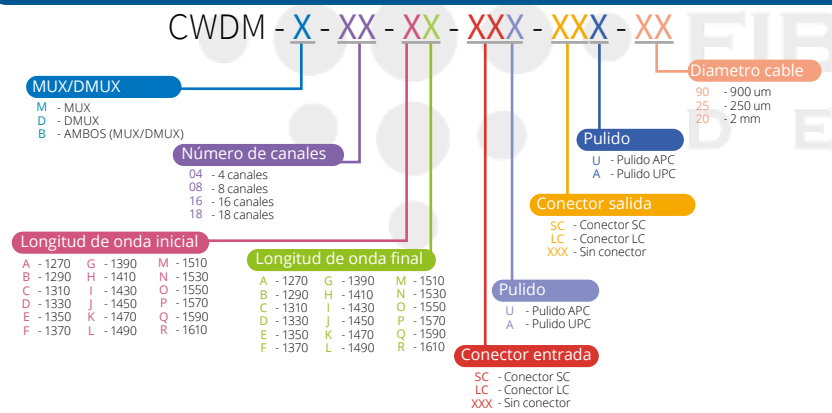 CWDM - X - XX - XX - XXX - XXX - XX
MUX/DMUX
M - MUX
D - DMUX
B - AMBOS (MUX/DMUX)
Número de canales
04 - 4 canales
08 - 8 canales
16 - 16 canales
18 - 18 canales
Longitud de onda inicial
A - 1270 G - 1390 M - 1510
B - 1290 H - 1410 N - 1530
C - 1310 I - 1430 O - 1550
D - 1330 J - 1450 P - 1570
E - 1350 K - 1470 Q - 1590
F - 1370 L - 1490 R - 1610
Longitud de onda final
A - 1270 G - 1390 M - 1510
B - 1290 H - 1410 N - 1530
C - 1310 I - 1430 O - 1550
D - 1330 J - 1450 P - 1570
E - 1350 K - 1470 Q - 1590
F - 1370 L - 1490 R - 1610
Conector entrada
SC - Conector SC
LC - Conector LC
XXX - Sin conector
Pulido
U - Pulido APC
A - Pulido UPC
Conector salida
SC - Conector SC
LC - Conector LC
XXX - Sin conector
Pulido
U - Pulido APC
A - Pulido UPC
Diametro cable
90 - 900 um
25 - 250 um
20 - 2 mm
FIB
D E